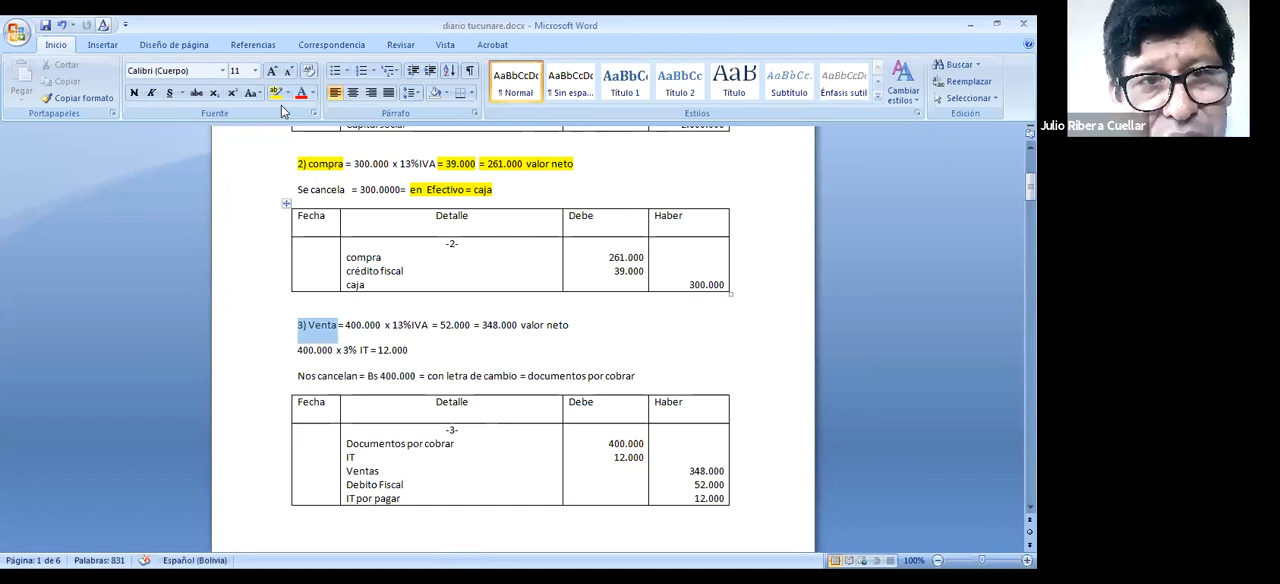 diario tucunare.docx - Microsoft Word
Inicio Insertar Diseño de página Referencias Correspondencia Revisar Vista Acrobat
Pegar
Cortar
Copiar
Copiar formato
Portapapeles
Calibri (Cuerpo) 11
Fuente
Párrafo
AaBbCcDc AaBbCcDc AaBbC AaBbCc AaB AaBbCcL AaBbCcDc
¶ Normal ¶ Sin espa... Título 1 Título 2 Título Subtítulo Énfasis sutil
Cambiar estilos
Estilos
Buscar
Reemplazar
Seleccionar
Edición
Julio Ribera Cuellar
2) compra = 300.000 x 13%IVA = 39.000 = 261.000 valor neto
Se cancela = 300.0000= en Efectivo = caja
Fecha Detalle Debe Haber
-2-
compra 261.000
crédito fiscal 39.000
caja 300.000
3) Venta = 400.000 x 13%IVA = 52.000 = 348.000 valor neto
400.000 x 3% IT = 12.000
Nos cancelan = Bs 400.000 = con letra de cambio = documentos por cobrar
Fecha Detalle Debe Haber
-3-
Documentos por cobrar 400.000
IT 12.000
Ventas 348.000
Debito Fiscal 52.000
IT por pagar 12.000
Página: 1 de 6 Palabras: 831 Español (Bolivia) 100%